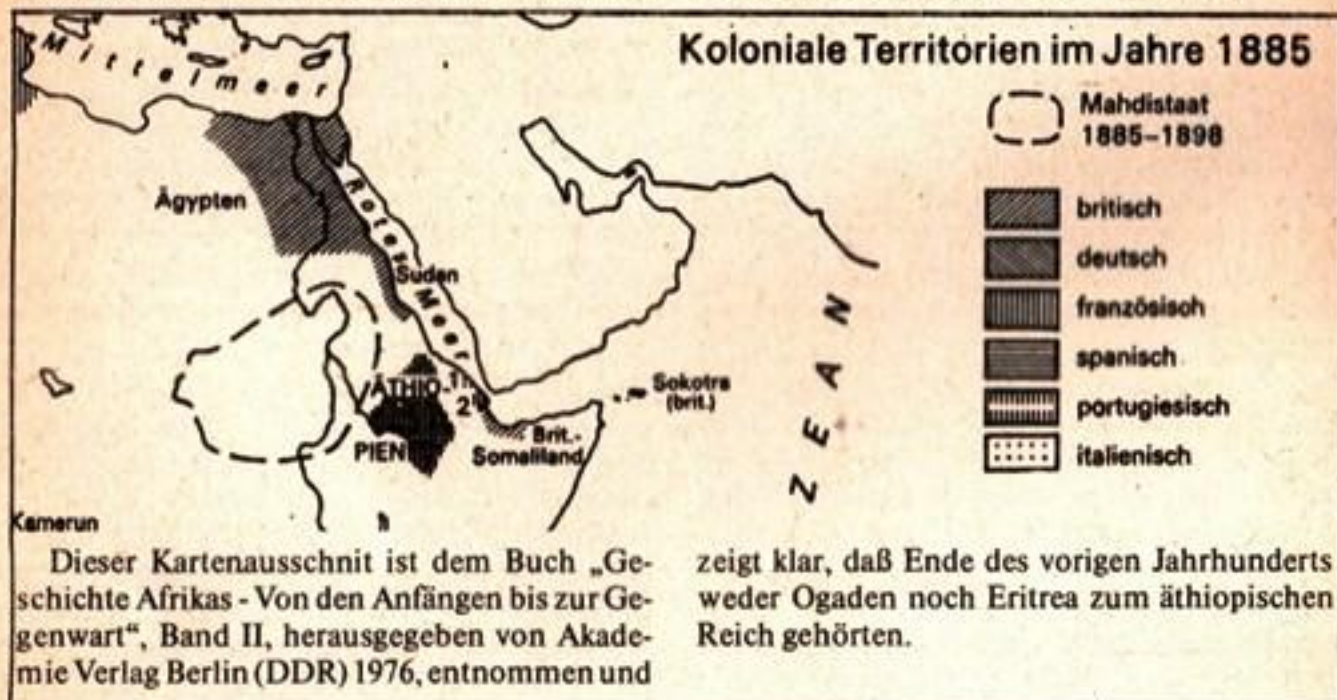 Koloniale Territorien im Jahre 1885
Mittelmeer
Mahdistaat
1885–1898
britisch
deutsch
französisch
spanisch
portugiesisch
italienisch
Ägypten
Rotes Meer
Sudan
ÄTHIO-
PIEN
1
2
Sokotra
(brit.)
Brit.-
Somaliland
ZEAN
Kamerun
Dieser Kartenausschnit ist dem Buch „Ge-
schichte Afrikas - Von den Anfängen bis zur Ge-
genwart“, Band II, herausgegeben von Akade-
mie Verlag Berlin (DDR) 1976, entnommen und
zeigt klar, daß Ende des vorigen Jahrhunderts
weder Ogaden noch Eritrea zum äthiopischen
Reich gehörten.